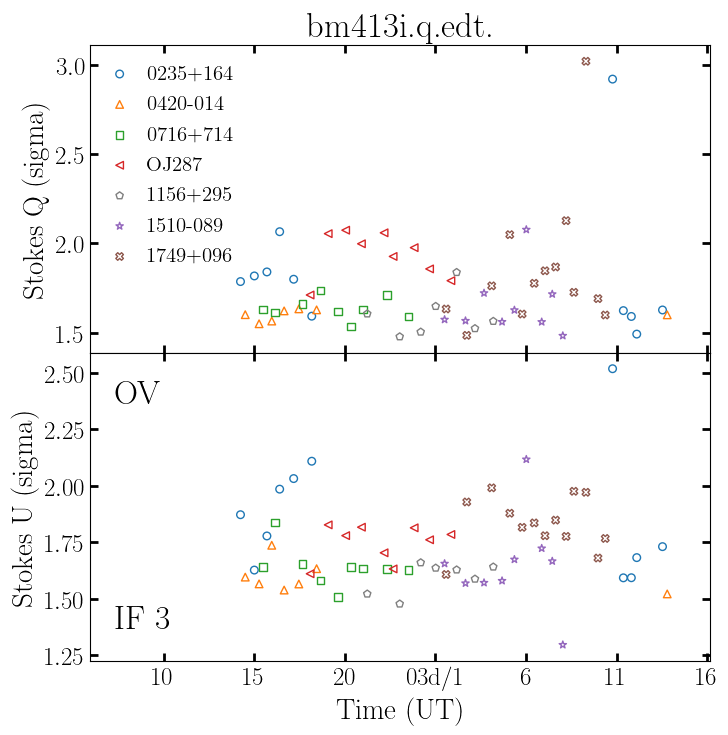 bm413i.q.edt.
Stokes Q (sigma)
3.0
2.5
2.0
1.5
0235+164
0420-014
0716+714
OJ287
1156+295
1510-089
1749+096
Stokes U (sigma)
2.50
2.25
2.00
1.75
1.50
1.25
OV
IF 3
10 15 20 03d/1 6 11 16
Time (UT)